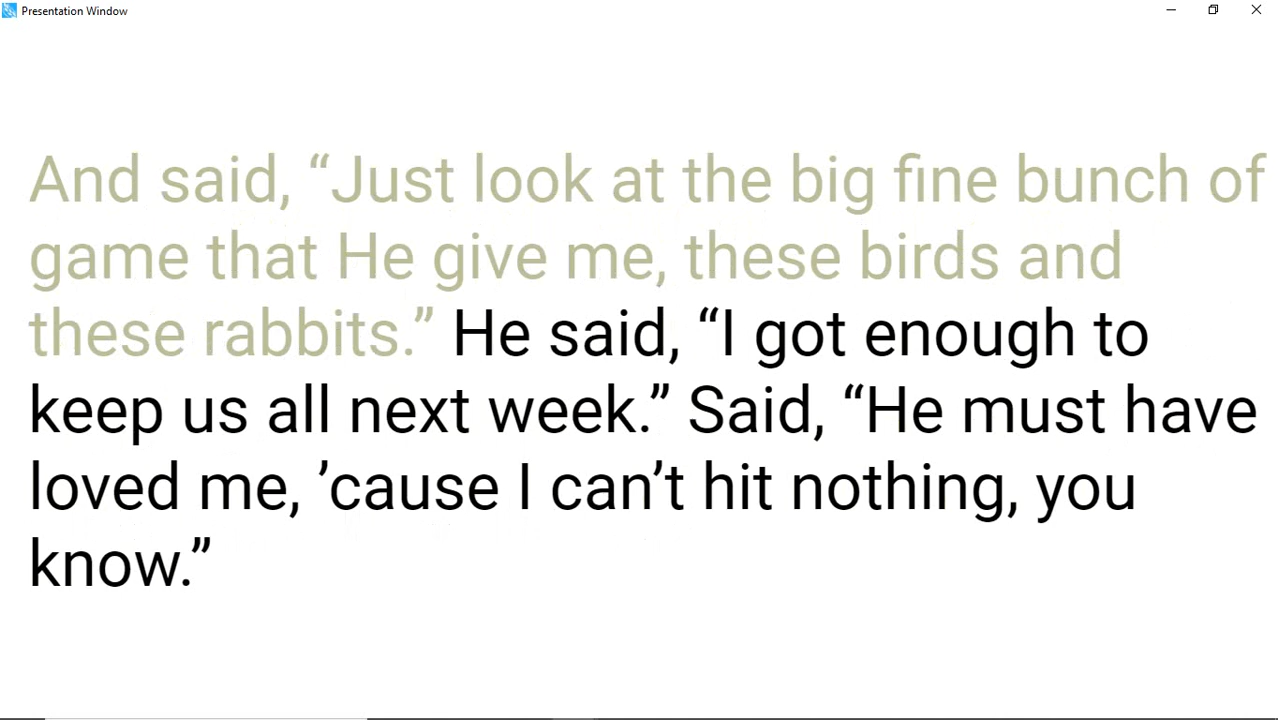 Presentation Window
And said, “Just look at the big fine bunch of
game that He give me, these birds and
these rabbits.” He said, “I got enough to
keep us all next week.” Said, “He must have
loved me, ’cause I can’t hit nothing, you
know.”